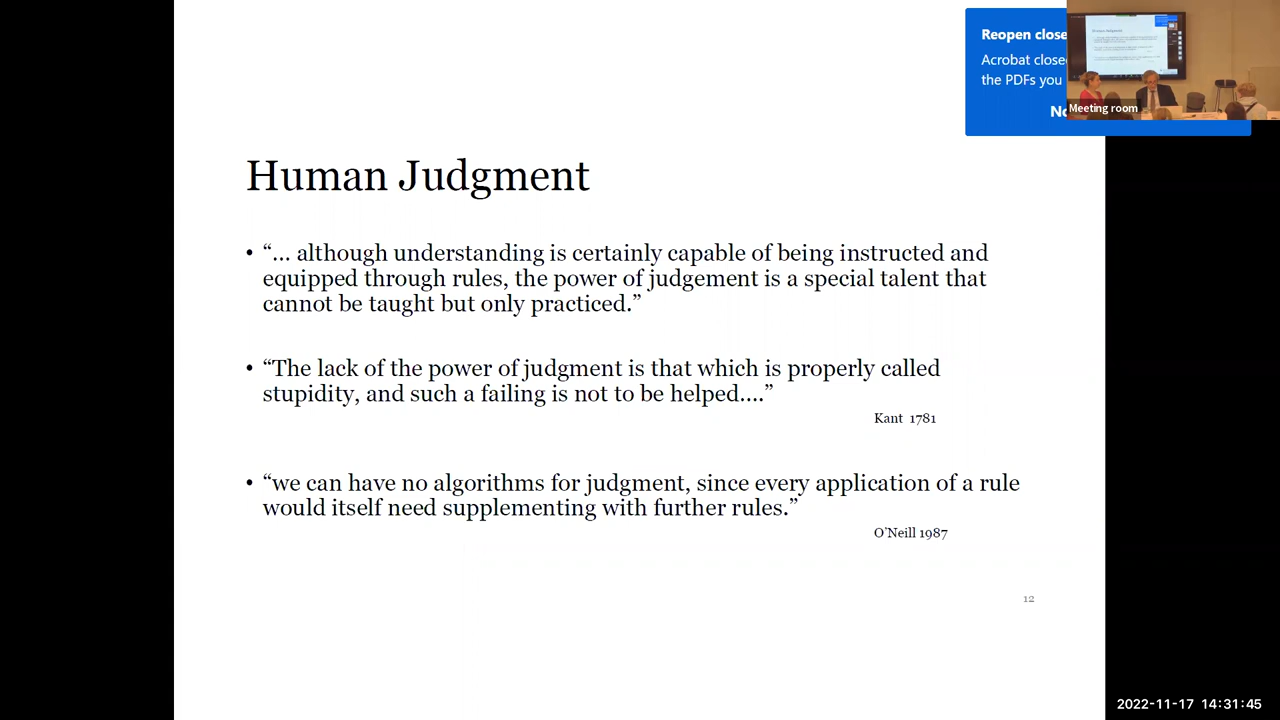 Reopen close
Acrobat close
the PDFs you
Meeting room
Human Judgment
• “... although understanding is certainly capable of being instructed and
equipped through rules, the power of judgement is a special talent that
cannot be taught but only practiced.”
• “The lack of the power of judgment is that which is properly called
stupidity, and such a failing is not to be helped....”
Kant 1781
• “we can have no algorithms for judgment, since every application of a rule
would itself need supplementing with further rules.”
O’Neill 1987
12
2022-11-17 14:31:45